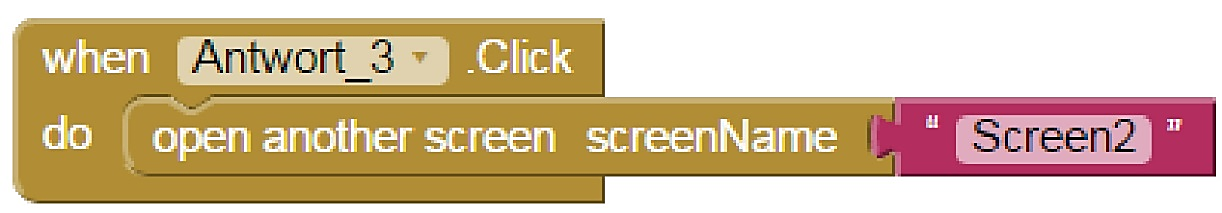 when Antwort_3 .Click
do open another screen screenName “ Screen2 ”